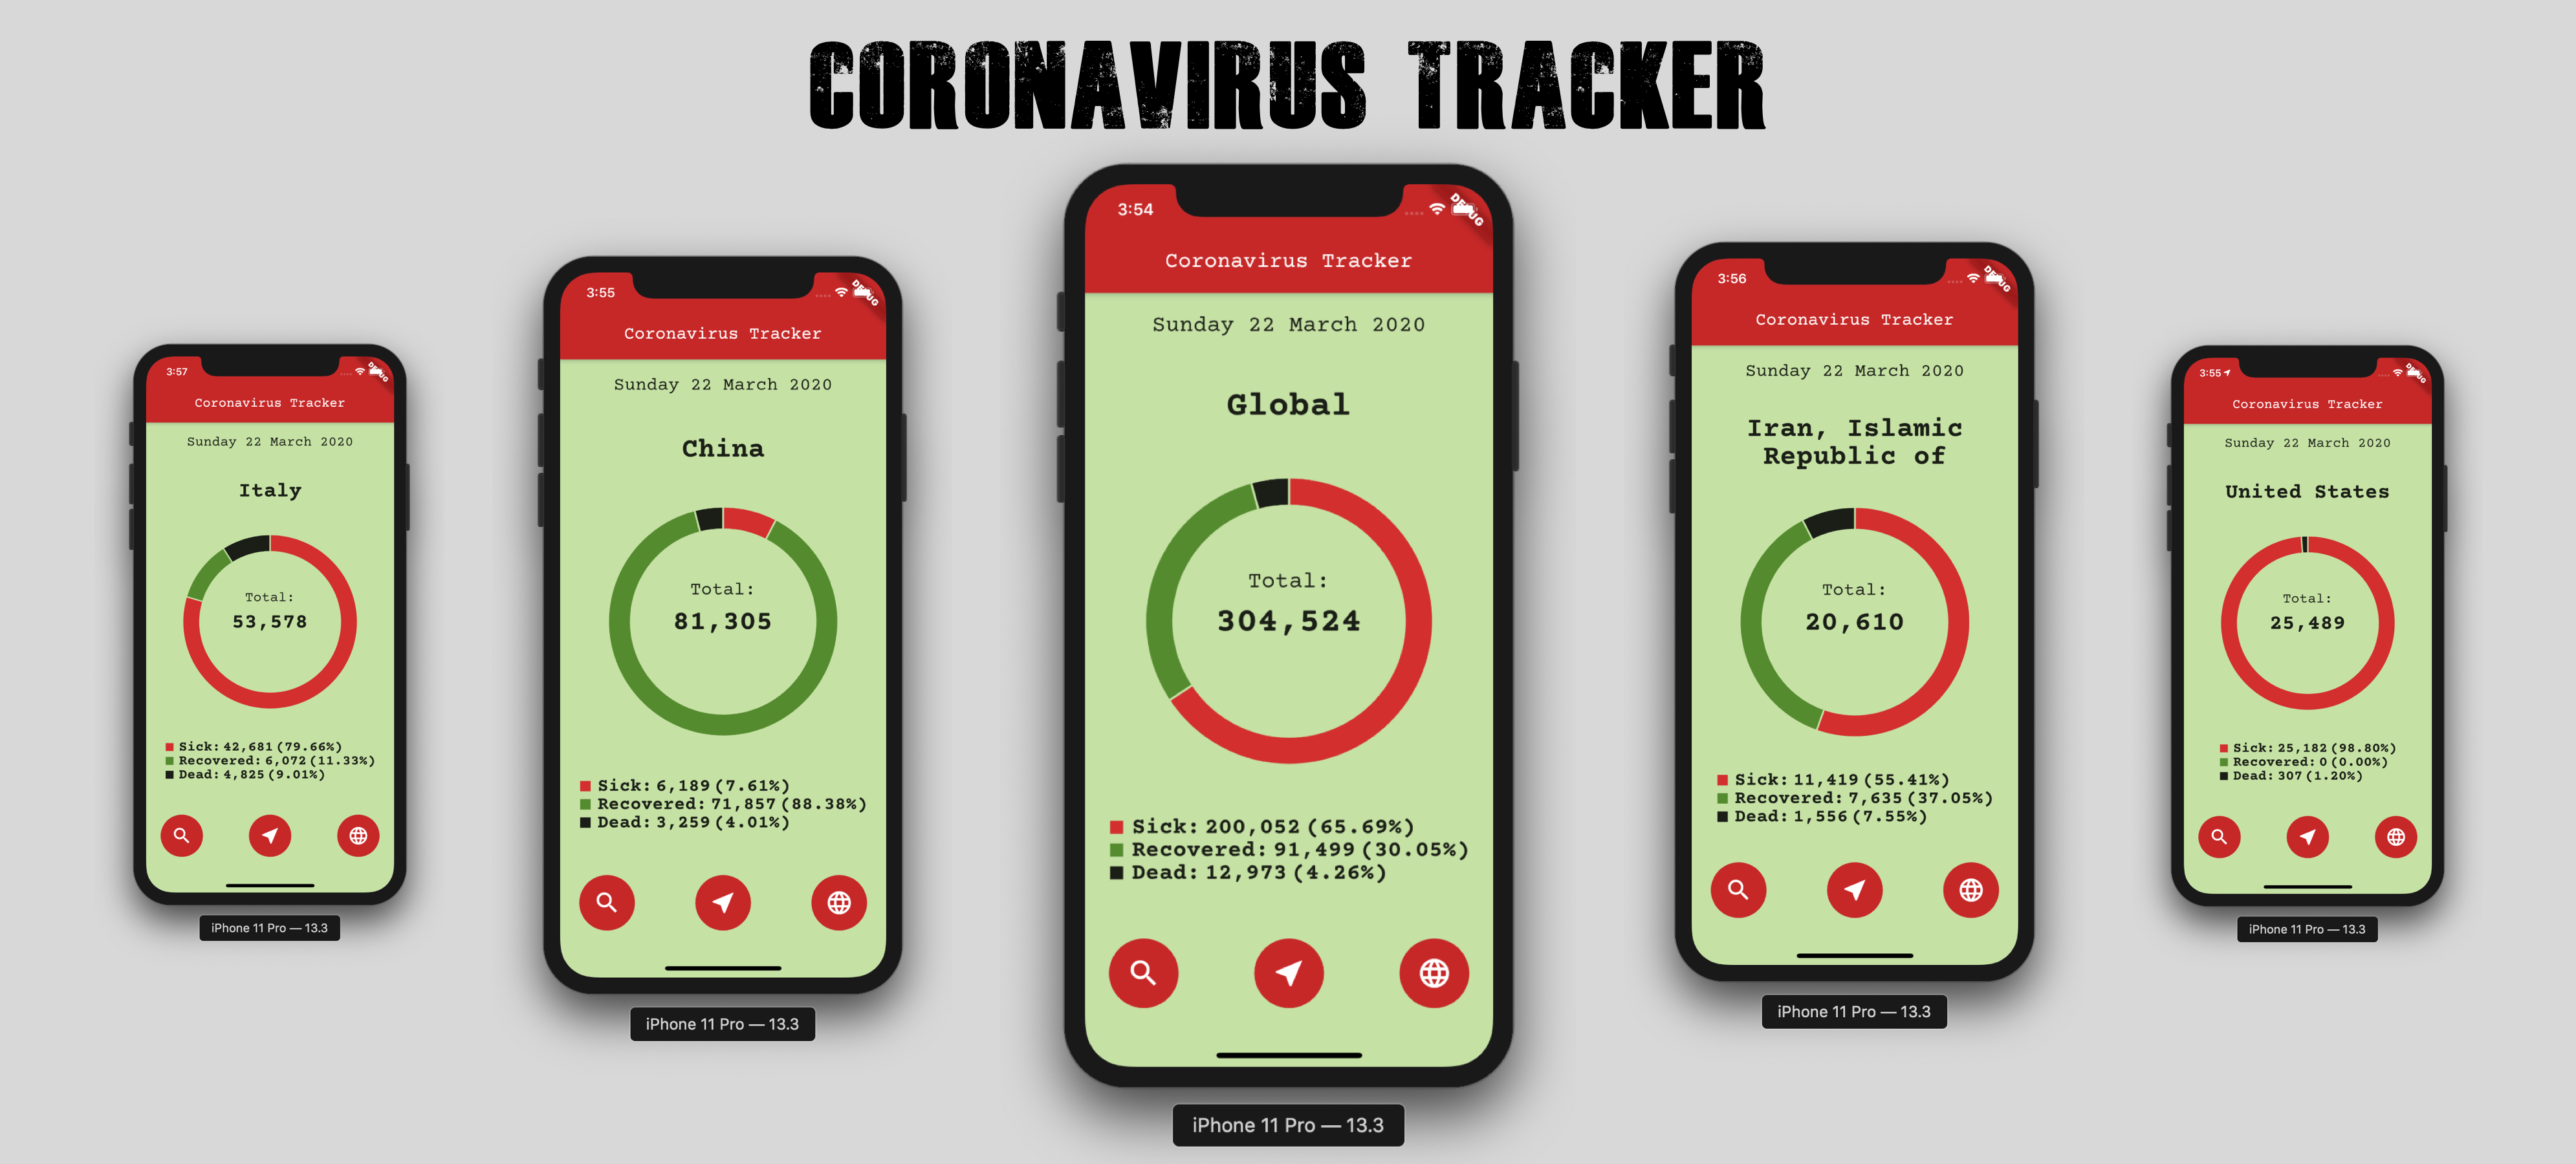 CORONAVIRUS TRACKER
3:57
DEBUG
Coronavirus Tracker
Sunday 22 March 2020
Italy
Total:
53,578
Sick: 42,681 (79.66%)
Recovered: 6,072 (11.33%)
Dead: 4,825 (9.01%)
iPhone 11 Pro — 13.3
3:55
DEBUG
Coronavirus Tracker
Sunday 22 March 2020
China
Total:
81,305
Sick: 6,189 (7.61%)
Recovered: 71,857 (88.38%)
Dead: 3,259 (4.01%)
iPhone 11 Pro — 13.3
3:54
DEBUG
Coronavirus Tracker
Sunday 22 March 2020
Global
Total:
304,524
Sick: 200,052 (65.69%)
Recovered: 91,499 (30.05%)
Dead: 12,973 (4.26%)
iPhone 11 Pro — 13.3
3:56
DEBUG
Coronavirus Tracker
Sunday 22 March 2020
Iran, Islamic
Republic of
Total:
20,610
Sick: 11,419 (55.41%)
Recovered: 7,635 (37.05%)
Dead: 1,556 (7.55%)
iPhone 11 Pro — 13.3
3:55
DEBUG
Coronavirus Tracker
Sunday 22 March 2020
United States
Total:
25,489
Sick: 25,182 (98.80%)
Recovered: 0 (0.00%)
Dead: 307 (1.20%)
iPhone 11 Pro — 13.3